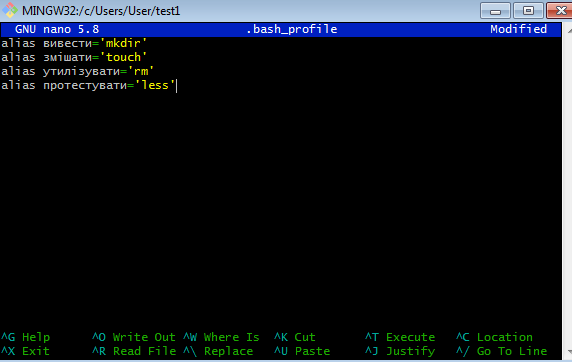 MINGW32:/c/Users/User/test1
GNU nano 5.8 .bash_profile Modified
alias вивести='mkdir'
alias змішати='touch'
alias утилізувати='rm'
alias протестувати='less'
^G Help ^O Write Out ^W Where Is ^K Cut ^T Execute ^C Location
^X Exit ^R Read File ^\ Replace ^U Paste ^J Justify ^/ Go To Line